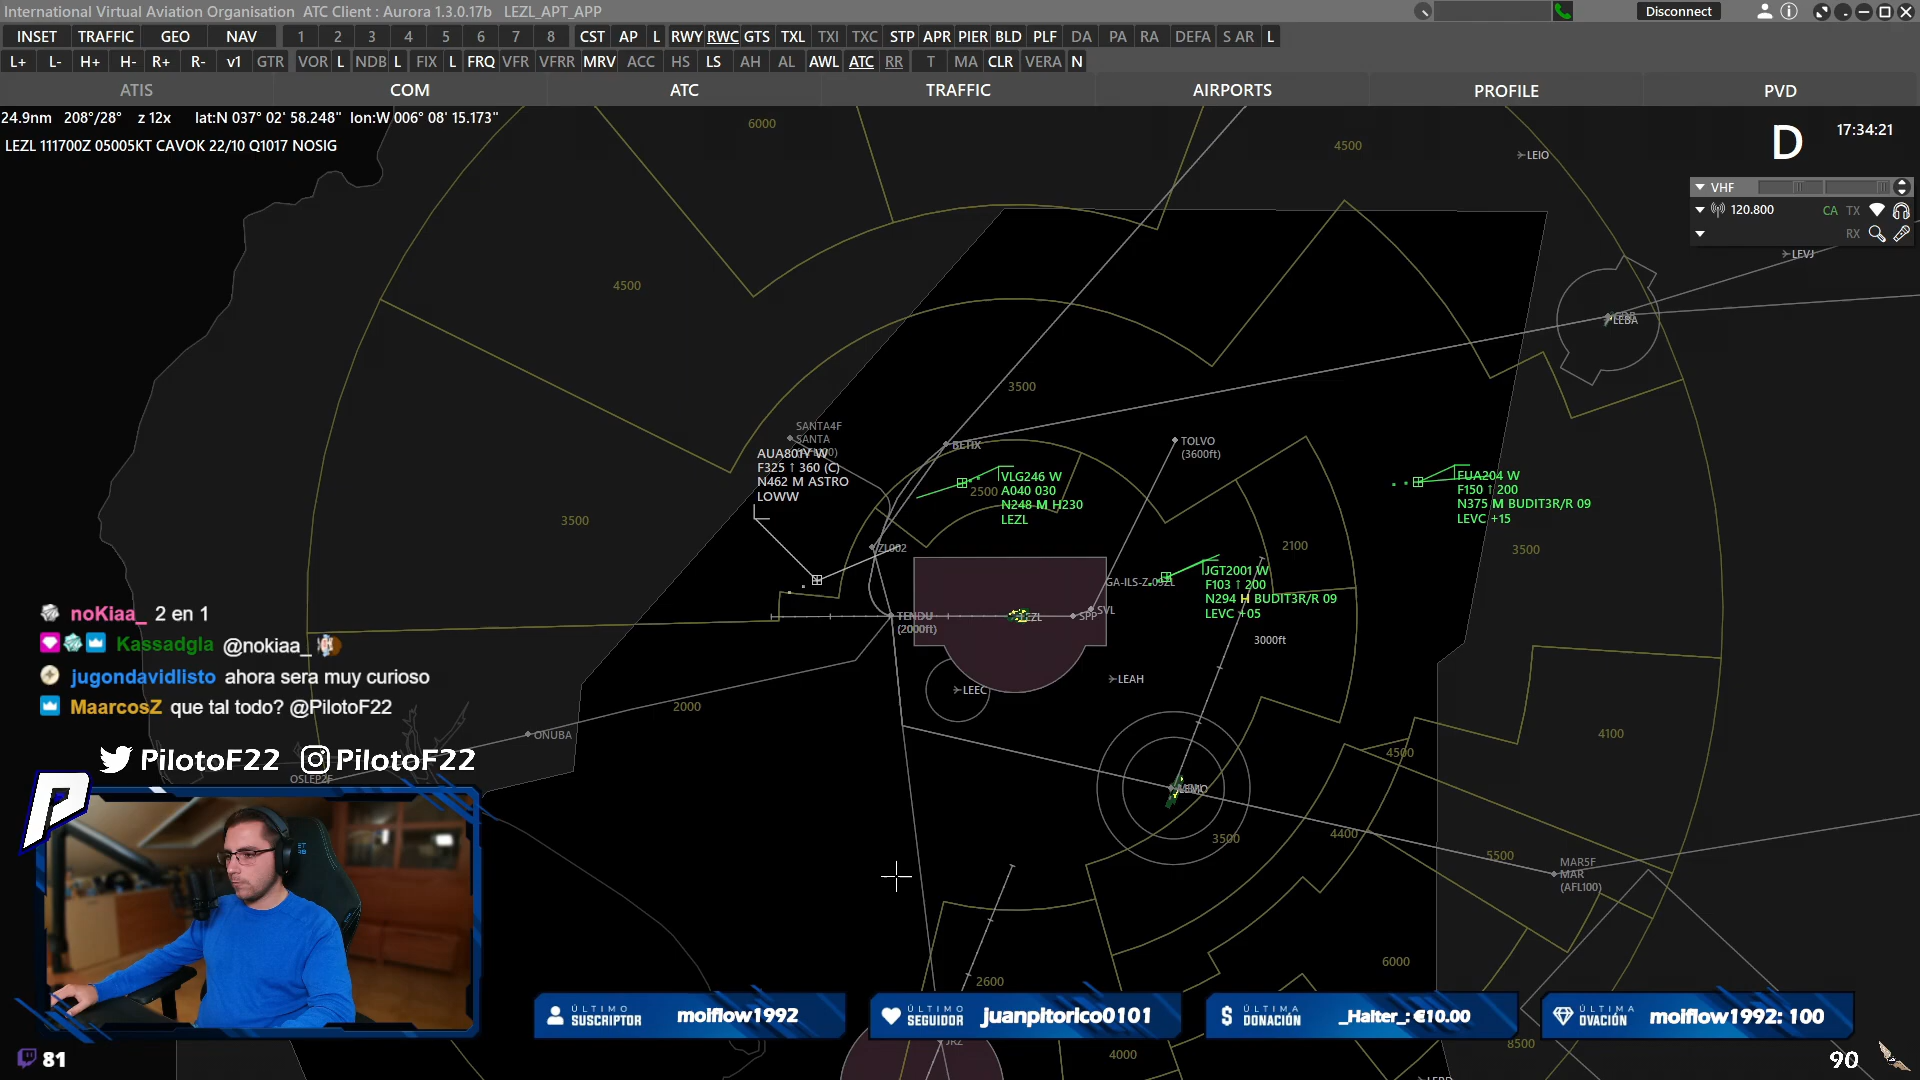 International Virtual Aviation Organisation ATC Client : Aurora 1.3.0.17b LEZL_APT_APP
Disconnect
INSET TRAFFIC GEO NAV 1 2 3 4 5 6 7 8 CST AP L RWY RWC GTS TXL TXI TXC STP APR PIER BLD PLF DA PA RA DEFA S AR L
L+ L- H+ H- R+ R- v1 GTR VOR L NDB L FIX L FRQ VFR VFRR MRV ACC HS LS AH AL AWL ATC RR T MA CLR VERA N
ATIS COM ATC TRAFFIC AIRPORTS PROFILE PVD
24.9nm 208°/28° z 12x lat:N 037° 02' 58.248" lon:W 006° 08' 15.173"
LEZL 111700Z 05005KT CAVOK 22/10 Q1017 NOSIG
D
17:34:21
VHF
120.800 CA TX
RX
6000
4500
LEIO
LEVJ
4500
LEBA
3500
SANTA4F
SANTA
AUA801Y W
F325 ↑ 360 (C)
N462 M ASTRO
LOWW
BETIX
TOLVO
(3600ft)
VLG246 W
A040 030
N248 M H230
LEZL
2500
FUA204 W
F150 ↑ 200
N375 M BUDIT3R/R 09
LEVC +15
3500
3500
2100
ZL002
GA-ILS-Z-09ZL
JGT2001 W
F103 ↑ 200
N294 H BUDIT3R/R 09
LEVC +05
3000ft
TENDU
(2000ft)
SPP
SVL
LEEC
LEAH
2000
ONUBA
OSLEP2F
4500
4100
3500
4400
5500
MAR5F
MAR
(AFL100)
6000
2600
JRZ
4000
8500
noKiaa_ 2 en 1
Kassadgla @nokiaa_
jugondavidlisto ahora sera muy curioso
MaarcosZ que tal todo? @PilotoF22
PilotoF22 PilotoF22
ÚLTIMO
SUSCRIPTOR
moiflow1992
ÚLTIMO
SEGUIDOR
juanpitorico0101
ÚLTIMA
DONACIÓN
_Halter_: €10.00
ÚLTIMA
OVACIÓN
moiflow1992: 100
81
90